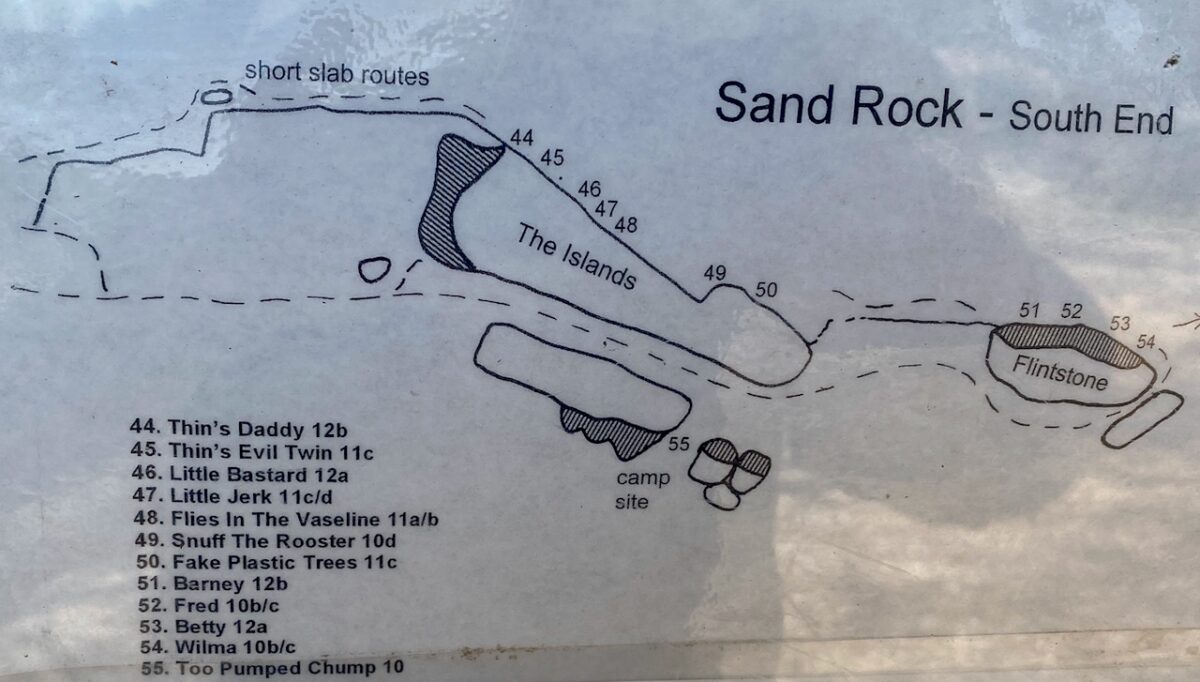 short slab routes
Sand Rock - South End
44
45
46
47
48
The Islands
49
50
51
52
53
54
Flintstone
55
camp
site
44. Thin's Daddy 12b
45. Thin's Evil Twin 11c
46. Little Bastard 12a
47. Little Jerk 11c/d
48. Flies In The Vaseline 11a/b
49. Snuff The Rooster 10d
50. Fake Plastic Trees 11c
51. Barney 12b
52. Fred 10b/c
53. Betty 12a
54. Wilma 10b/c
55. Too Pumped Chump 10